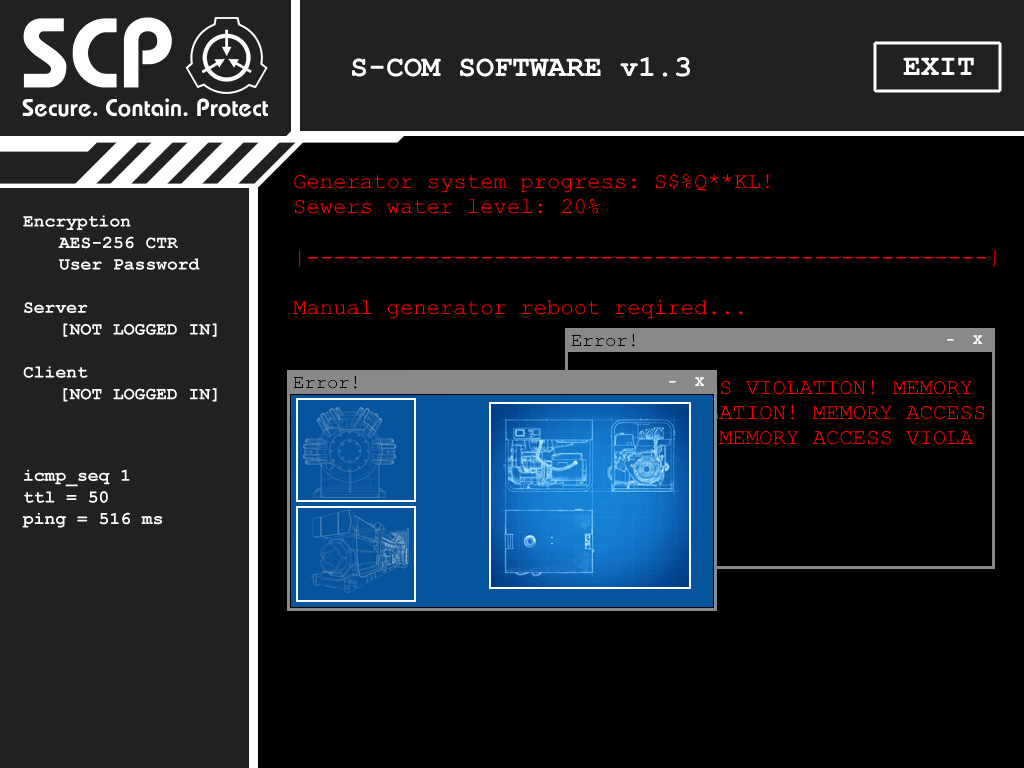 SCP
Secure. Contain. Protect
S-COM SOFTWARE v1.3
EXIT
Encryption
AES-256 CTR
User Password
Server
[NOT LOGGED IN]
Client
[NOT LOGGED IN]
icmp_seq 1
ttl = 50
ping = 516 ms
Generator system progress: S$%Q**KL!
Sewers water level: 20%
|---------------------------------------------------|
Manual generator reboot reqired...
Error! - X
S VIOLATION! MEMORY
ATION! MEMORY ACCESS
MEMORY ACCESS VIOLA
Error! - X